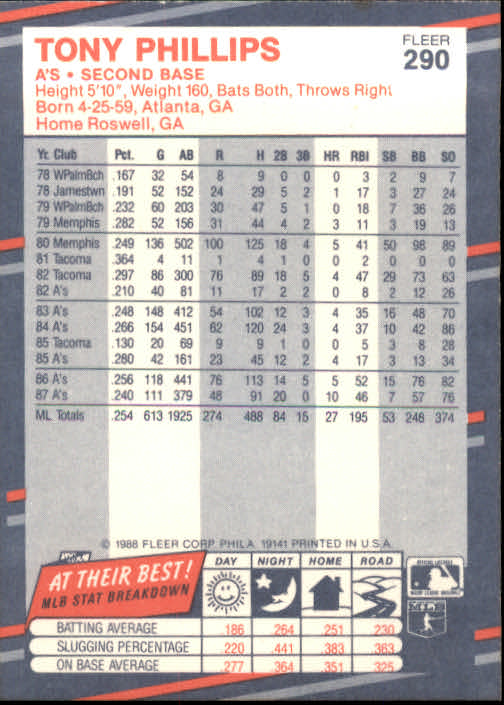 TONY PHILLIPS
FLEER
290
A'S • SECOND BASE
Height 5'10", Weight 160, Bats Both, Throws Right
Born 4-25-59, Atlanta, GA
Home Roswell, GA
Yr. Club Pct. G AB R H 2B 3B HR RBI SB BB SO
78 WPalmBch .167 32 54 8 9 0 0 0 3 2 9 7
78 Jamestwn .191 52 152 24 29 5 2 1 17 3 27 24
79 WPalmBch .232 60 203 30 47 5 1 0 18 7 36 26
79 Memphis .282 52 156 31 44 4 2 3 11 3 19 13
80 Memphis .249 136 502 100 125 18 4 5 41 50 98 89
81 Tacoma .364 4 11 1 4 1 0 0 2 0 0 0
82 Tacoma .297 86 300 76 89 18 5 4 47 29 73 63
82 A's .210 40 81 11 17 2 2 0 8 2 12 26
83 A's .248 148 412 54 102 12 3 4 35 16 48 70
84 A's .266 154 451 62 120 24 3 4 37 10 42 86
85 Tacoma .130 20 69 9 9 1 0 0 5 3 8 28
85 A's .280 42 161 23 45 12 2 4 17 3 13 34
86 A's .256 118 441 76 113 14 5 5 52 15 76 82
87 A's .240 111 379 48 91 20 0 10 46 7 57 76
ML Totals .254 613 1925 274 488 84 15 27 195 53 248 374
© 1988 FLEER CORP. PHILA. 19141 PRINTED IN U.S.A.
AT THEIR BEST!
MLB STAT BREAKDOWN
DAY NIGHT HOME ROAD
BATTING AVERAGE .186 .264 .251 .230
SLUGGING PERCENTAGE .220 .441 .383 .363
ON BASE AVERAGE .277 .364 .351 .325